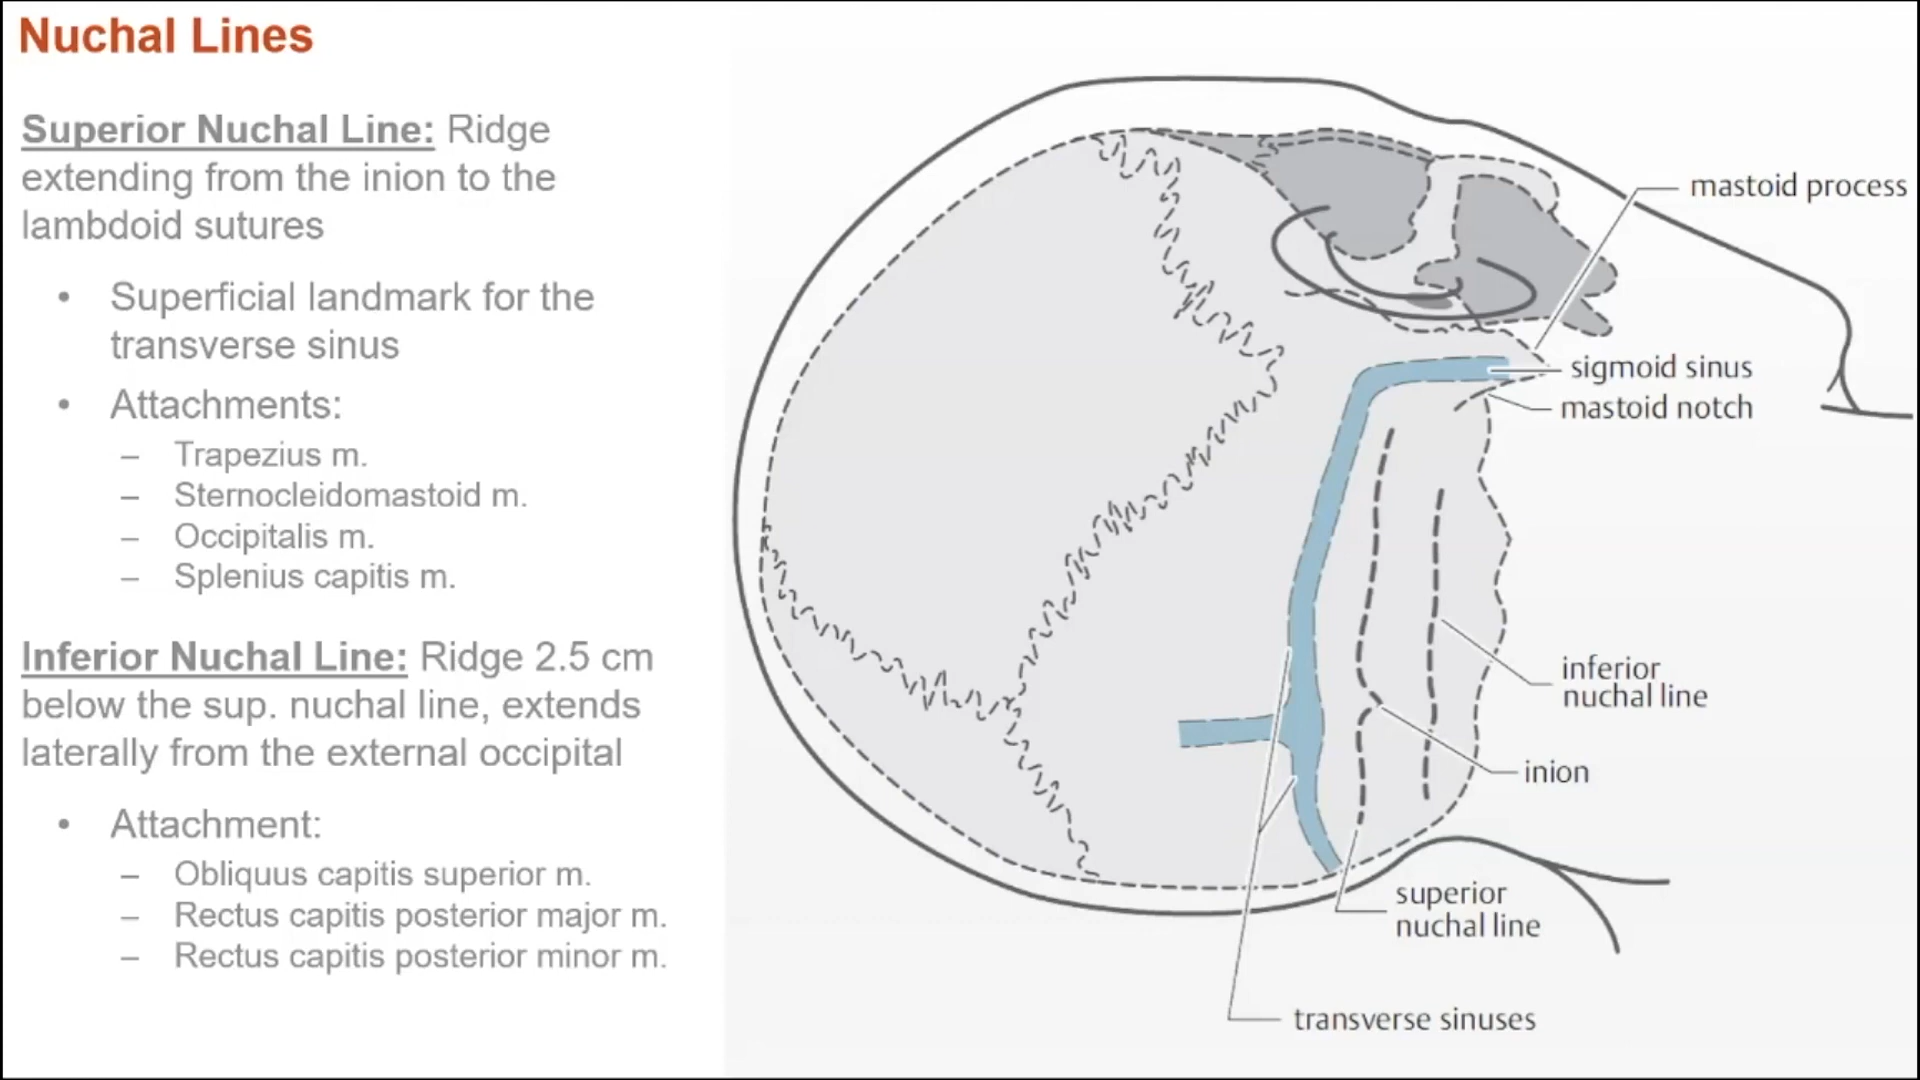 Nuchal Lines
Superior Nuchal Line: Ridge
extending from the inion to the
lambdoid sutures
• Superficial landmark for the
transverse sinus
• Attachments:
– Trapezius m.
– Sternocleidomastoid m.
– Occipitalis m.
– Splenius capitis m.
Inferior Nuchal Line: Ridge 2.5 cm
below the sup. nuchal line, extends
laterally from the external occipital
• Attachment:
– Obliquus capitis superior m.
– Rectus capitis posterior major m.
– Rectus capitis posterior minor m.
mastoid process
sigmoid sinus
mastoid notch
inferior
nuchal line
inion
superior
nuchal line
transverse sinuses